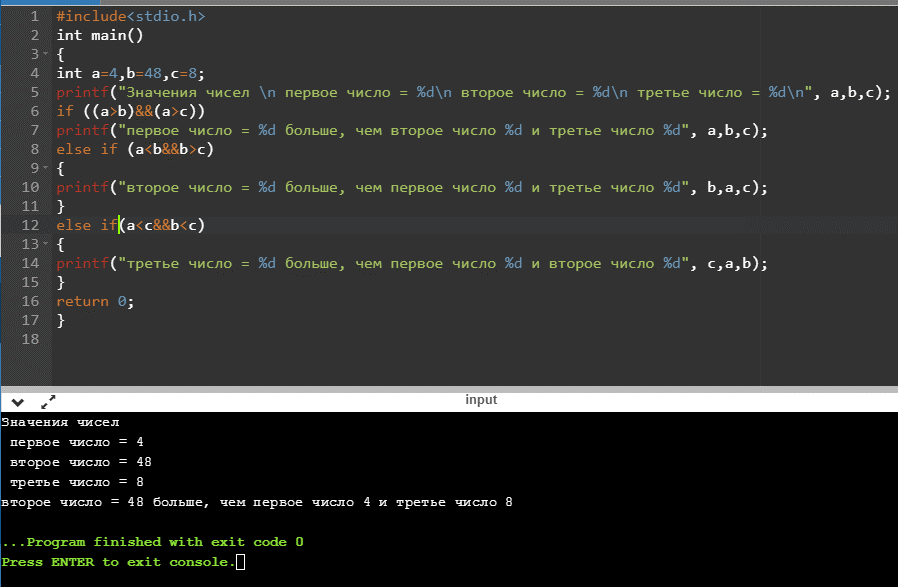 1 #include<stdio.h>
2 int main()
3 {
4 int a=4,b=48,c=8;
5 printf("Значения чисел \n первое число = %d\n второе число = %d\n третье число = %d\n", a,b,c);
6 if ((a>b)&&(a>c))
7 printf("первое число = %d больше, чем второе число %d и третье число %d", a,b,c);
8 else if (a<b&&b>c)
9 {
10 printf("второе число = %d больше, чем первое число %d и третье число %d", b,a,c);
11 }
12 else if(a<c&&b<c)
13 {
14 printf("третье число = %d больше, чем первое число %d и второе число %d", c,a,b);
15 }
16 return 0;
17 }
18
input
Значения чисел
первое число = 4
второе число = 48
третье число = 8
второе число = 48 больше, чем первое число 4 и третье число 8
...Program finished with exit code 0
Press ENTER to exit console.